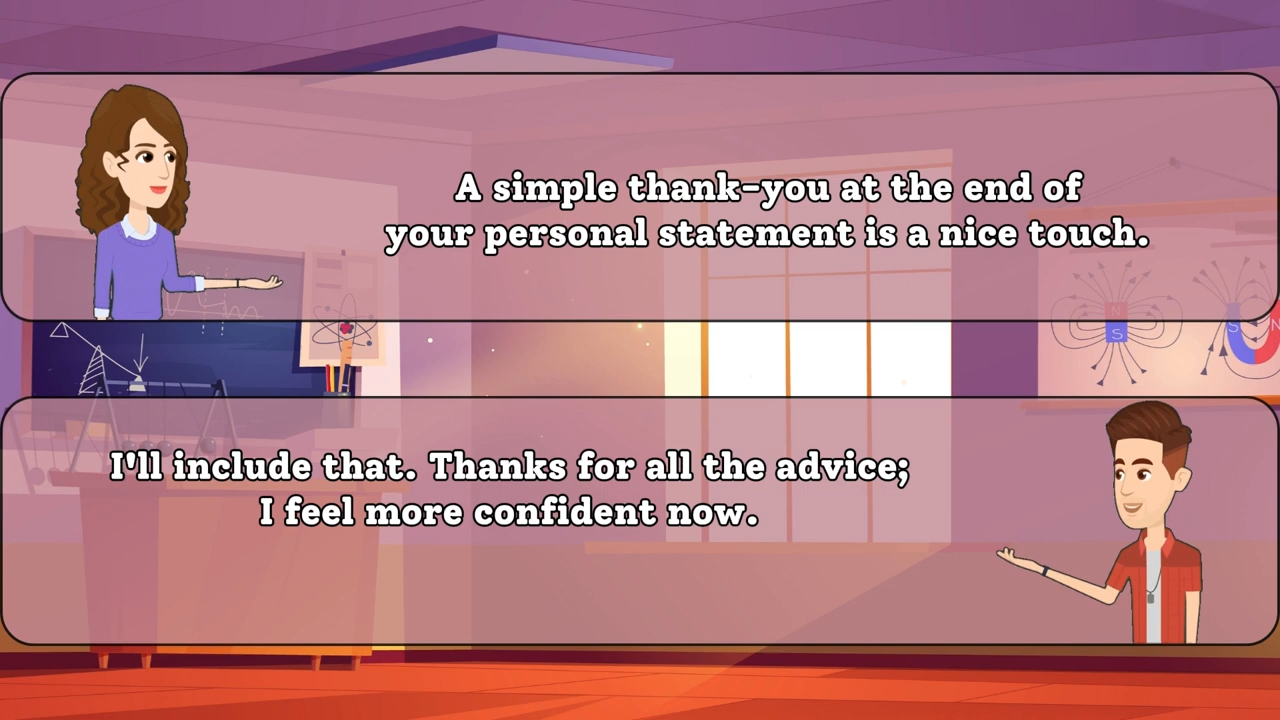 A simple thank-you at the end of
your personal statement is a nice touch.
N
S
S
N
I'll include that. Thanks for all the advice;
I feel more confident now.